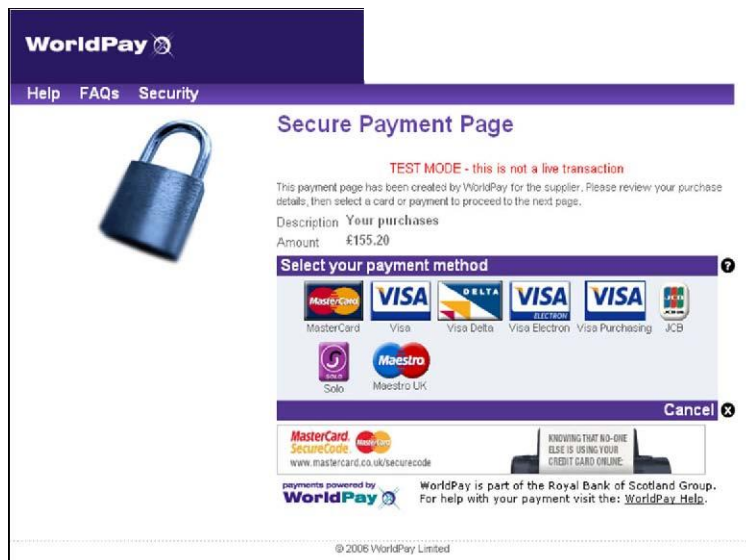 WorldPay
Help FAQs Security
Secure Payment Page
TEST MODE - this is not a live transaction
This payment page has been created by WorldPay for the supplier. Please review your purchase
details, then select a card or payment to proceed to the next page.
Description Your purchases
Amount £155.20
Select your payment method ?
MasterCard VISA DELTA VISA ELECTRON VISA JCB
MasterCard Visa Visa Delta Visa Electron Visa Purchasing JCB
S SOLO Maestro
Solo Maestro UK
Cancel X
MasterCard. MasterCard
SecureCode.
www.mastercard.co.uk/securecode
KNOWING THAT NO-ONE
ELSE IS USING YOUR
CREDIT CARD ONLINE:
payments powered by
WorldPay
WorldPay is part of the Royal Bank of Scotland Group.
For help with your payment visit the: WorldPay Help.
© 2006 WorldPay Limited